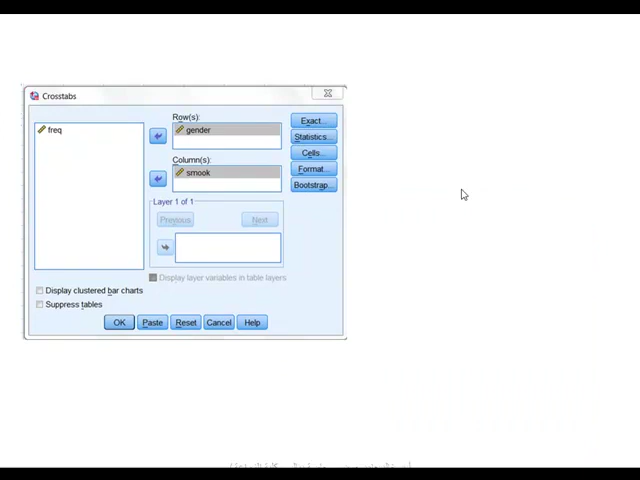 Crosstabs
Row(s):
freq
gender
Exact...
Statistics...
Column(s):
Cells...
smook
Format...
Bootstrap...
Layer 1 of 1
Previous
Next
Display layer variables in table layers
Display clustered bar charts
Suppress tables
OK
Paste
Reset
Cancel
Help